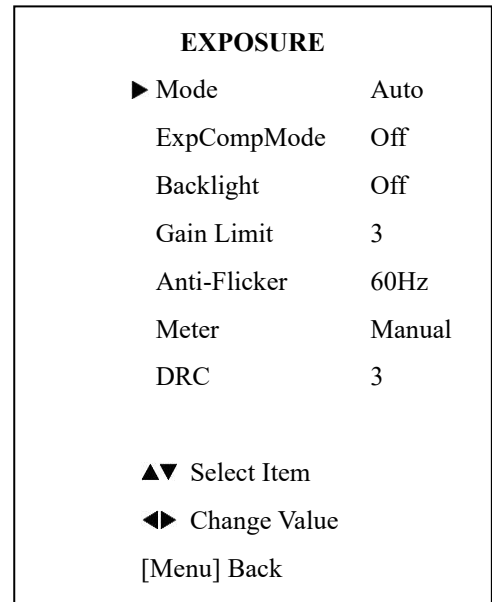 EXPOSURE
▶ Mode Auto
ExpCompMode Off
Backlight Off
Gain Limit 3
Anti-Flicker 60Hz
Meter Manual
DRC 3
▲▼ Select Item
◀▶ Change Value
[Menu] Back